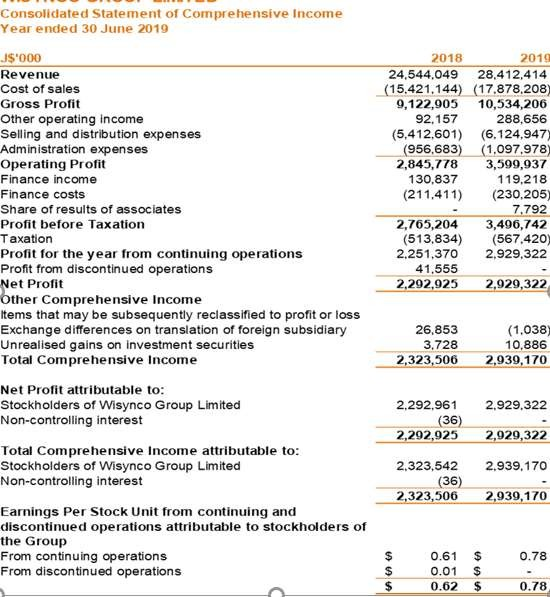 WISYNCO GROUP LIMITED
Consolidated Statement of Comprehensive Income
Year ended 30 June 2019
J$'000 2018 2019
Revenue 24,544,049 28,412,414
Cost of sales (15,421,144) (17,878,208)
Gross Profit 9,122,905 10,534,206
Other operating income 92,157 288,656
Selling and distribution expenses (5,412,601) (6,124,947)
Administration expenses (956,683) (1,097,978)
Operating Profit 2,845,778 3,599,937
Finance income 130,837 119,218
Finance costs (211,411) (230,205)
Share of results of associates - 7,792
Profit before Taxation 2,765,204 3,496,742
Taxation (513,834) (567,420)
Profit for the year from continuing operations 2,251,370 2,929,322
Profit from discontinued operations 41,555 -
Net Profit 2,292,925 2,929,322
Other Comprehensive Income
Items that may be subsequently reclassified to profit or loss
Exchange differences on translation of foreign subsidiary 26,853 (1,038)
Unrealised gains on investment securities 3,728 10,886
Total Comprehensive Income 2,323,506 2,939,170
Net Profit attributable to:
Stockholders of Wisynco Group Limited 2,292,961 2,929,322
Non-controlling interest (36) -
2,292,925 2,929,322
Total Comprehensive Income attributable to:
Stockholders of Wisynco Group Limited 2,323,542 2,939,170
Non-controlling interest (36) -
2,323,506 2,939,170
Earnings Per Stock Unit from continuing and
discontinued operations attributable to stockholders of
the Group
From continuing operations $ 0.61 $ 0.78
From discontinued operations $ 0.01 $ -
$ 0.62 $ 0.78